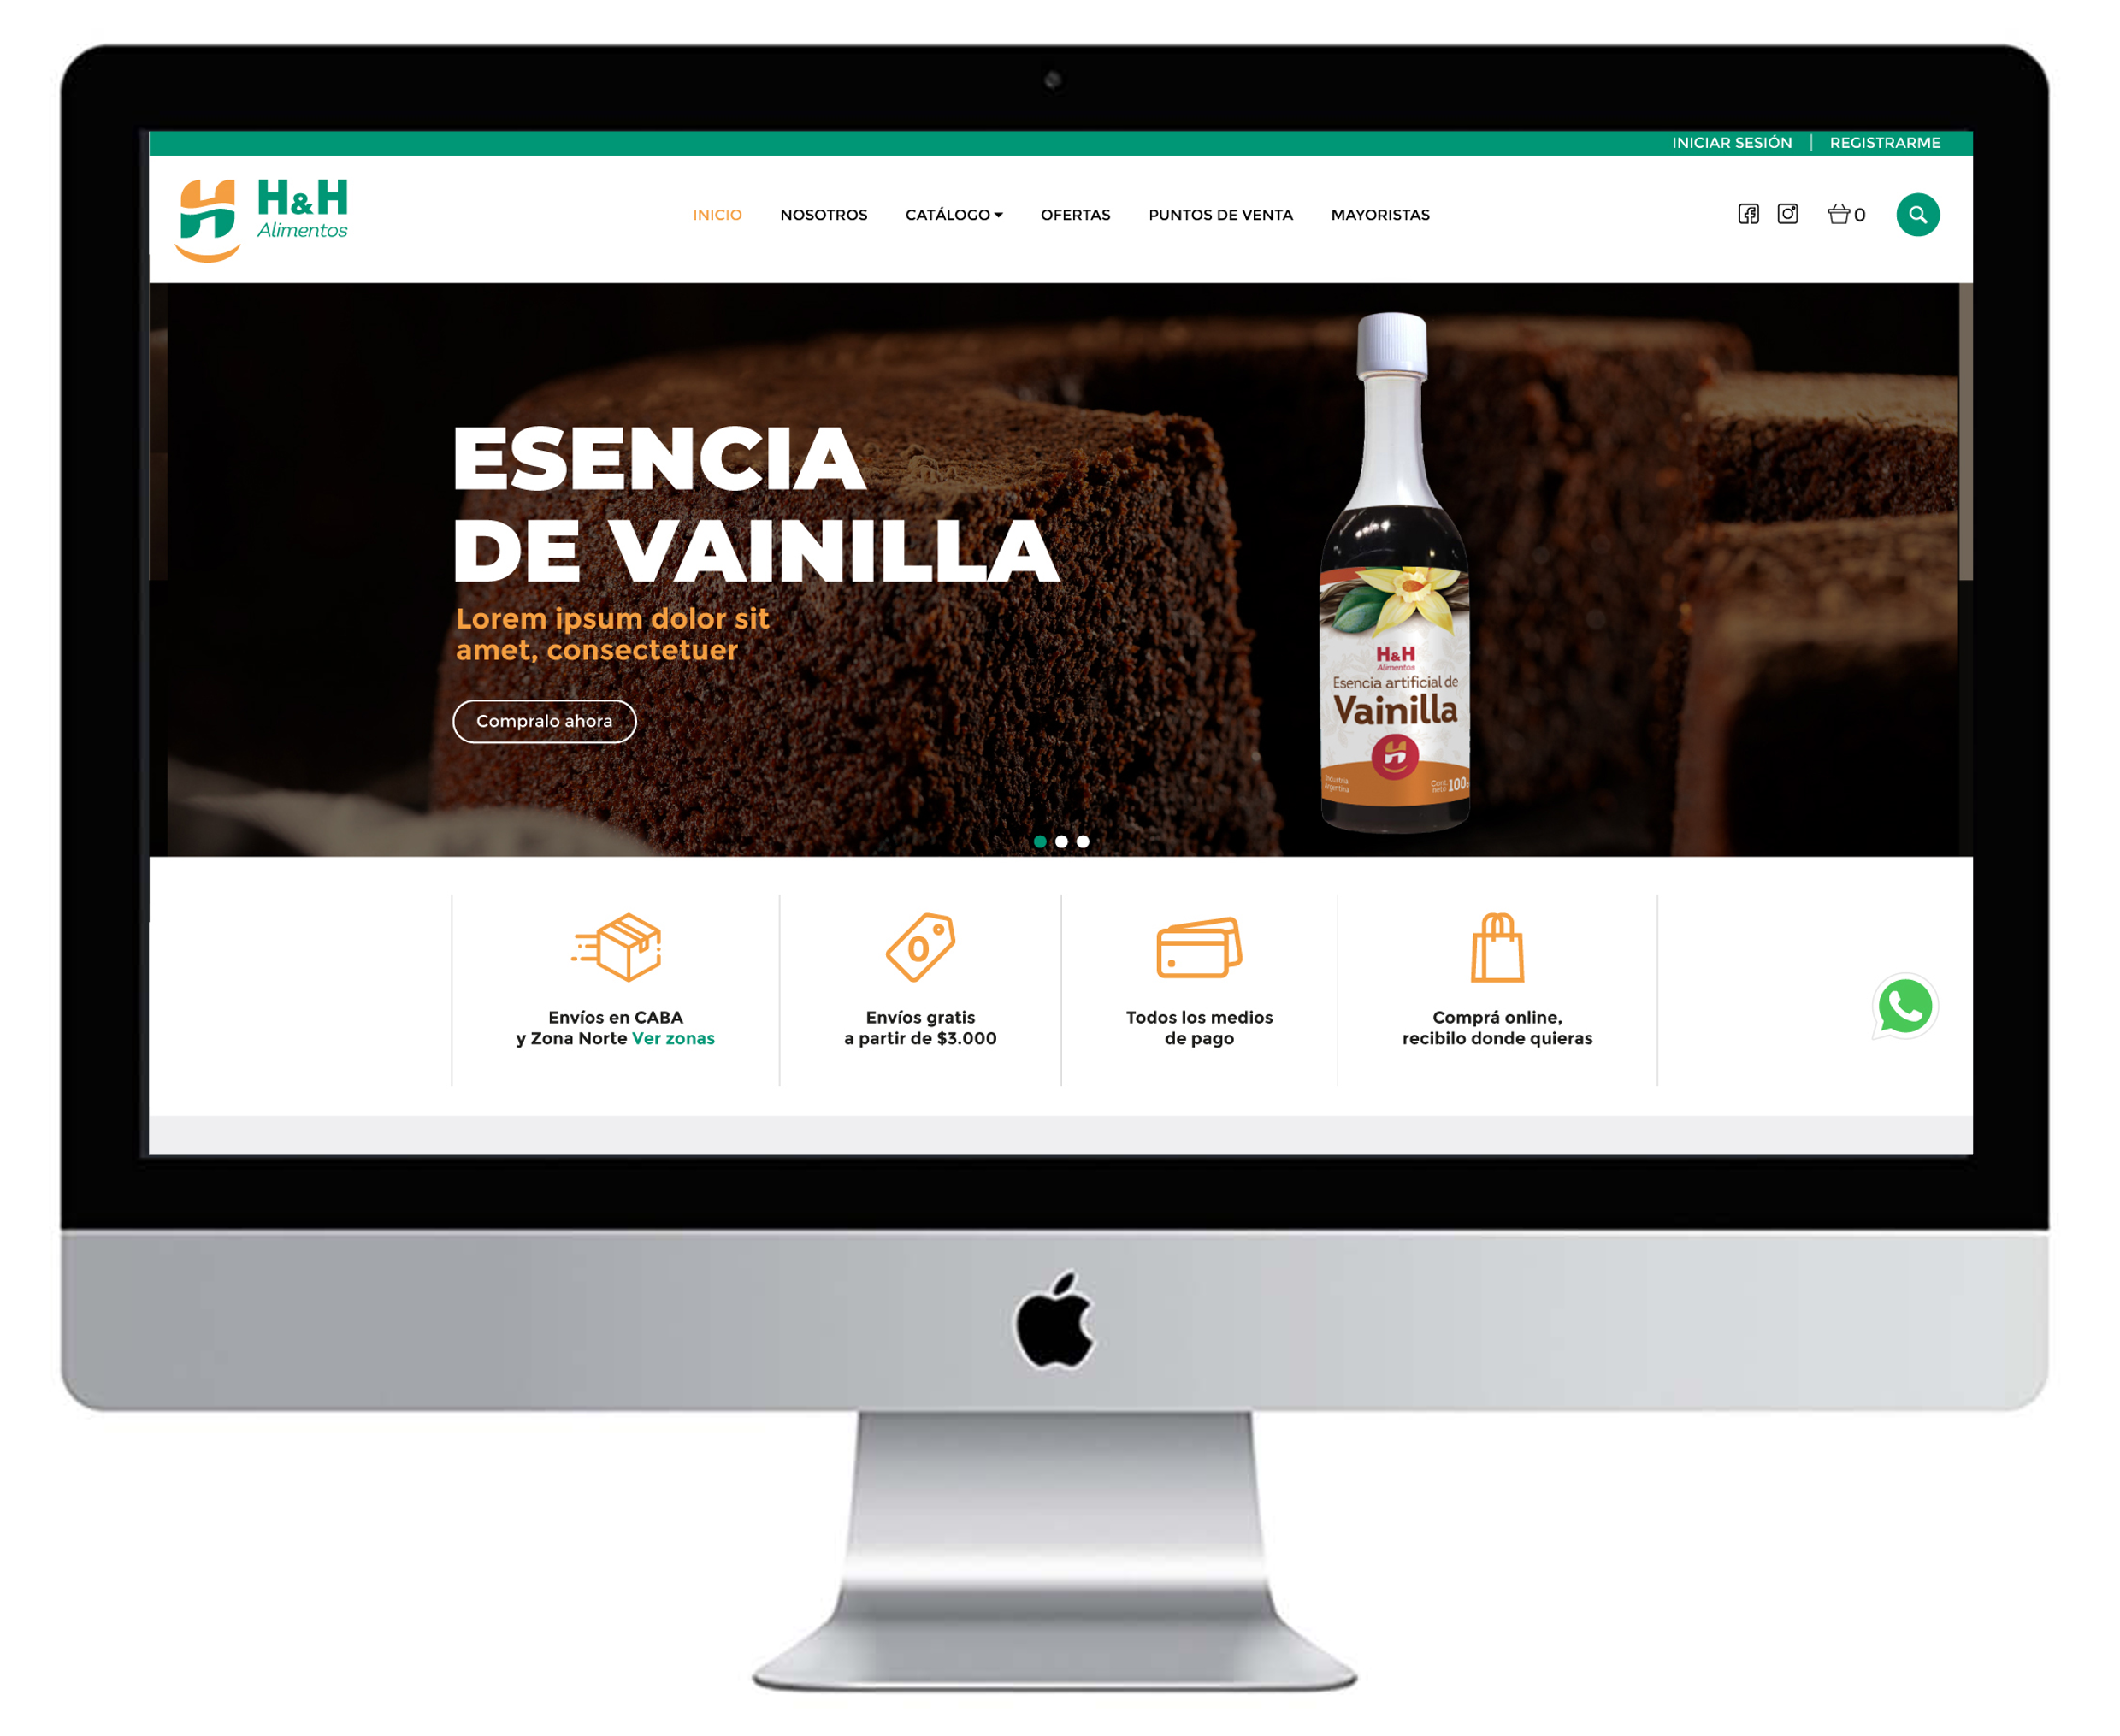 INICIAR SESIÓN | REGISTRARME
H&H
Alimentos
INICIO NOSOTROS CATÁLOGO OFERTAS PUNTOS DE VENTA MAYORISTAS
0
ESENCIA
DE VAINILLA
Lorem ipsum dolor sit
amet, consectetuer
Compralo ahora
H&H
Alimentos
Esencia artificial de
Vainilla
Industria
Argentina
Cont.
neto 100
0
Envíos en CABA
y Zona Norte Ver zonas
Envíos gratis
a partir de $3.000
Todos los medios
de pago
Comprá online,
recibilo donde quieras